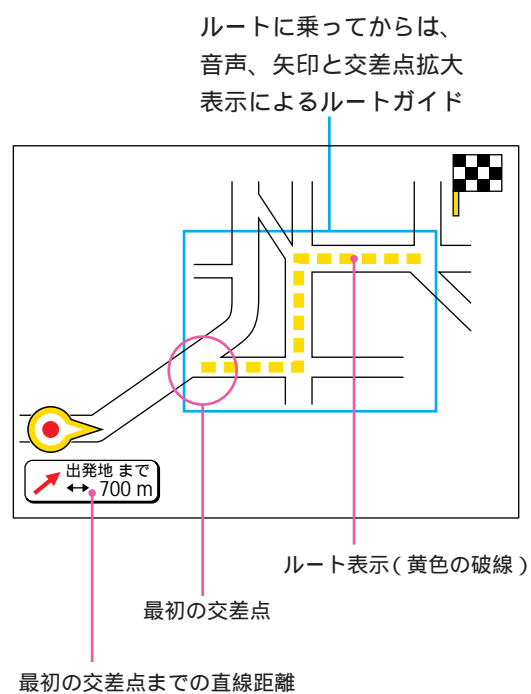 ルートに乗ってからは、
音声、矢印と交差点拡大
表示によるルートガイド
出発地 まで
700 m
ルート表示(黄色の破線)
最初の交差点
最初の交差点までの直線距離